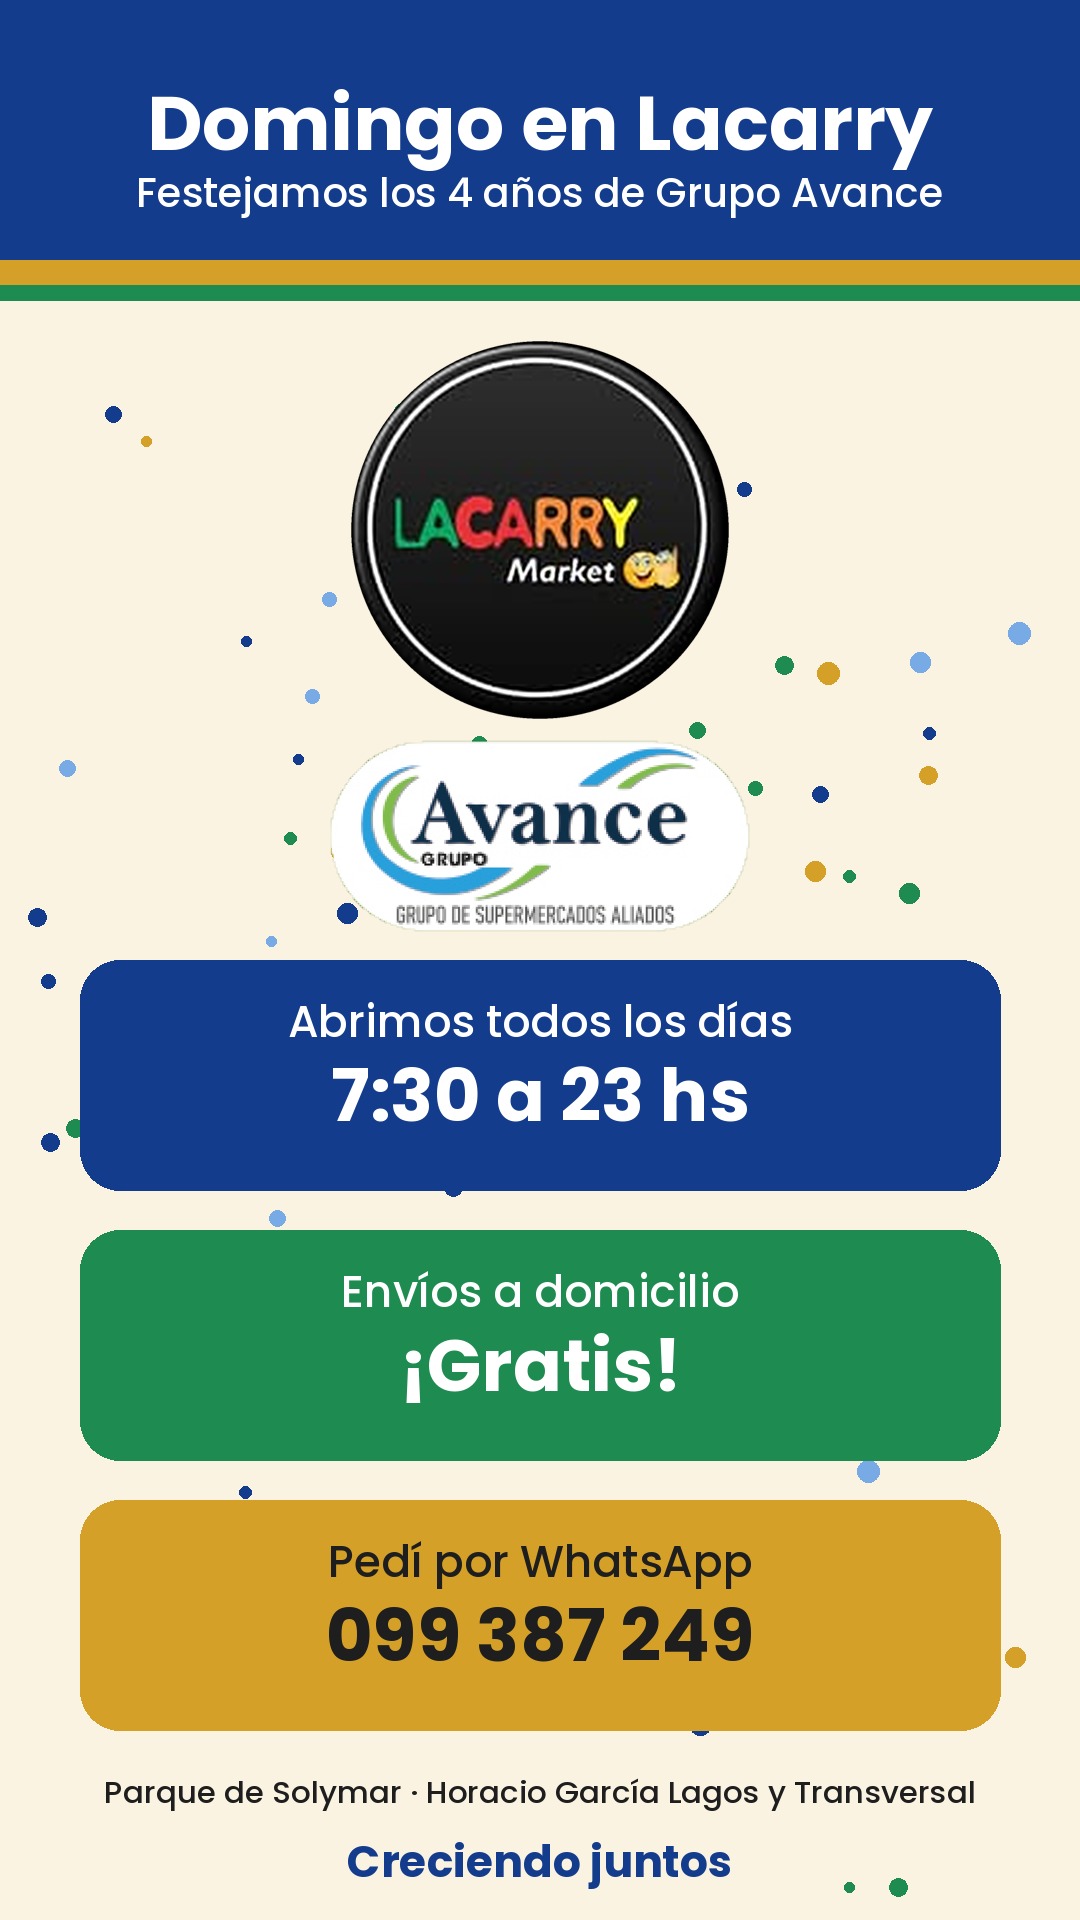 Domingo en Lacarry
Festejamos los 4 años de Grupo Avance
LACARRY
Market
Avance
GRUPO
GRUPO DE SUPERMERCADOS ALIADOS
Abrimos todos los días
7:30 a 23 hs
Envíos a domicilio
¡Gratis!
Pedí por WhatsApp
099 387 249
Parque de Solymar · Horacio García Lagos y Transversal
Creciendo juntos